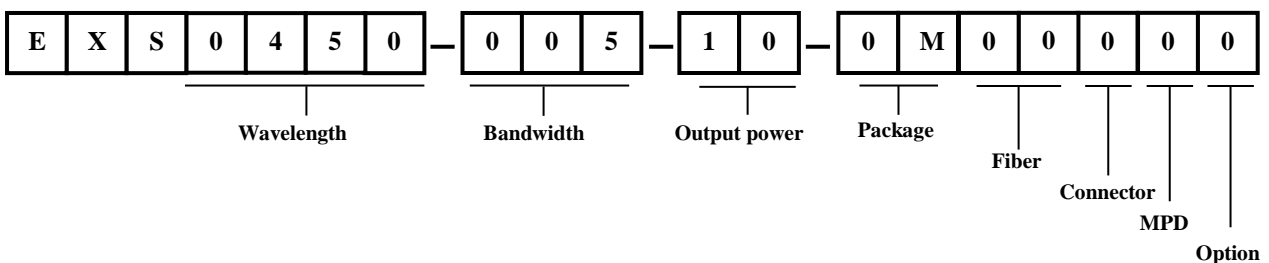 E X S 0 4 5 0 – 0 0 5 – 1 0 – 0 M 0 0 0 0 0
Wavelength Bandwidth Output power Package
Fiber
Connector
MPD
Option